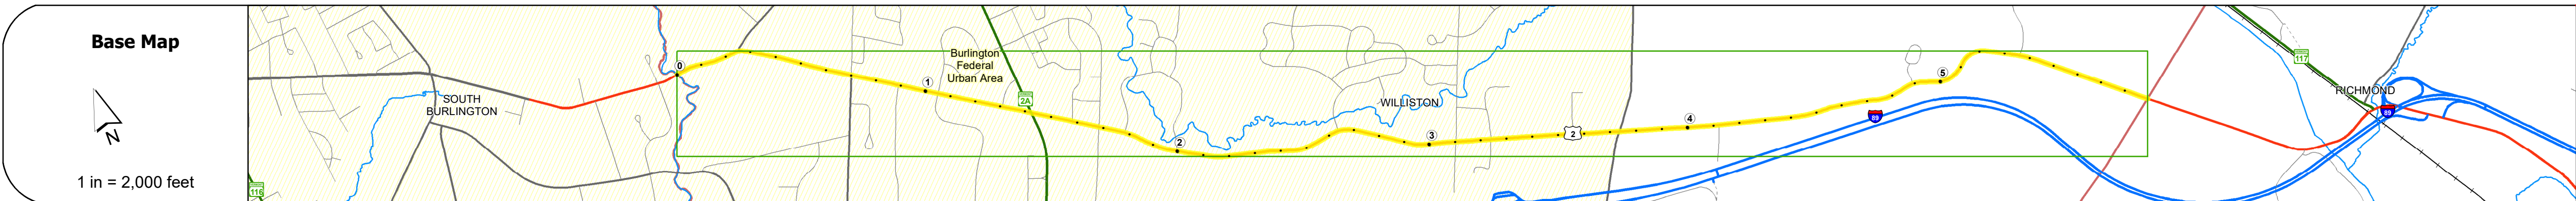 Base Map
N
1 in = 2,000 feet
116
SOUTH
BURLINGTON
0
1
Burlington
Federal
Urban Area
2A
2
WILLISTON
3
2
4
89
5
117
RICHMOND
89